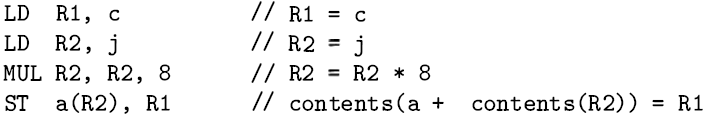 LD R1, c // R1 = c
LD R2, j // R2 = j
MUL R2, R2, 8 // R2 = R2 * 8
ST a(R2), R1 // contents(a + contents(R2)) = R1